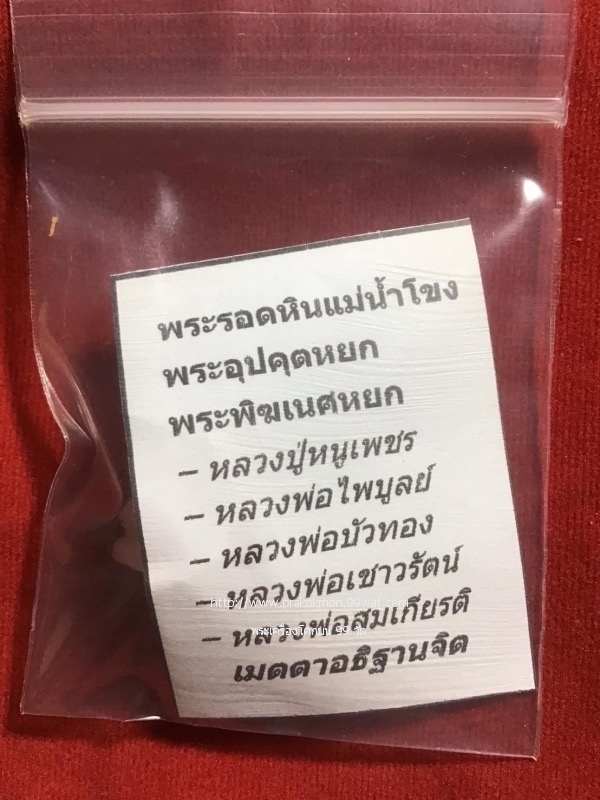 พระรอดหินแม่น้ำโขง
พระอุปคุตหยก
พระพิฆเนศหยก
– หลวงปู่หนูเพชร
– หลวงพ่อไพบูลย์
– หลวงพ่อบัวทอง
– หลวงพ่อเชาวรัตน์
– หลวงพ่อสมเกียรติ
เมตตาอธิฐานจิต